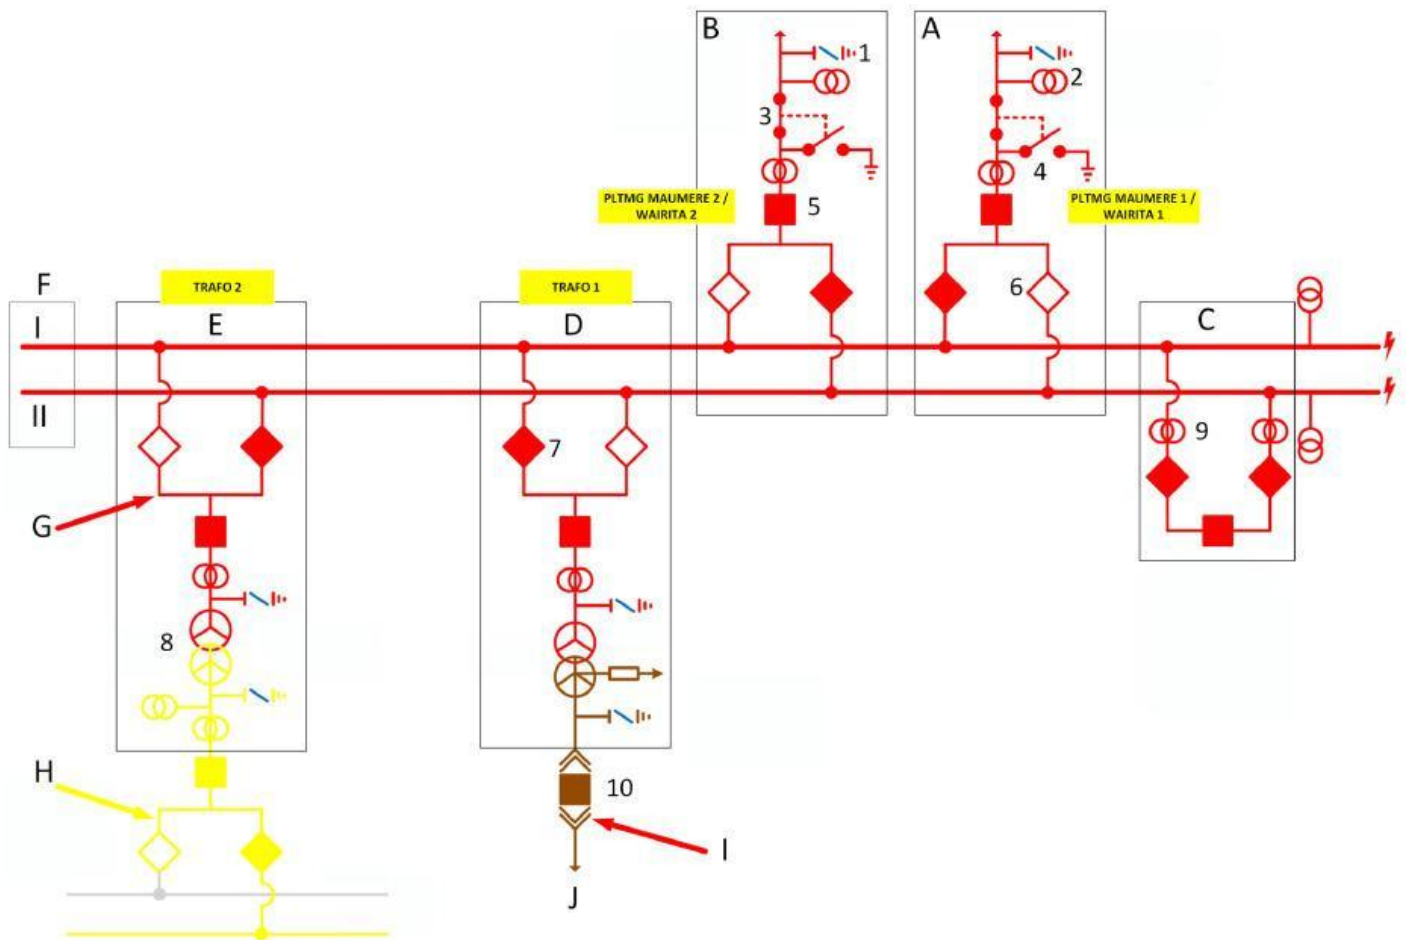 B
A
1
2
3
4
PLTMG MAUMERE 2 /
WAIRITA 2
5
PLTMG MAUMERE 1 /
WAIRITA 1
F
TRAFO 2
TRAFO 1
6
I
E
D
C
II
7
9
G
8
H
10
I
J